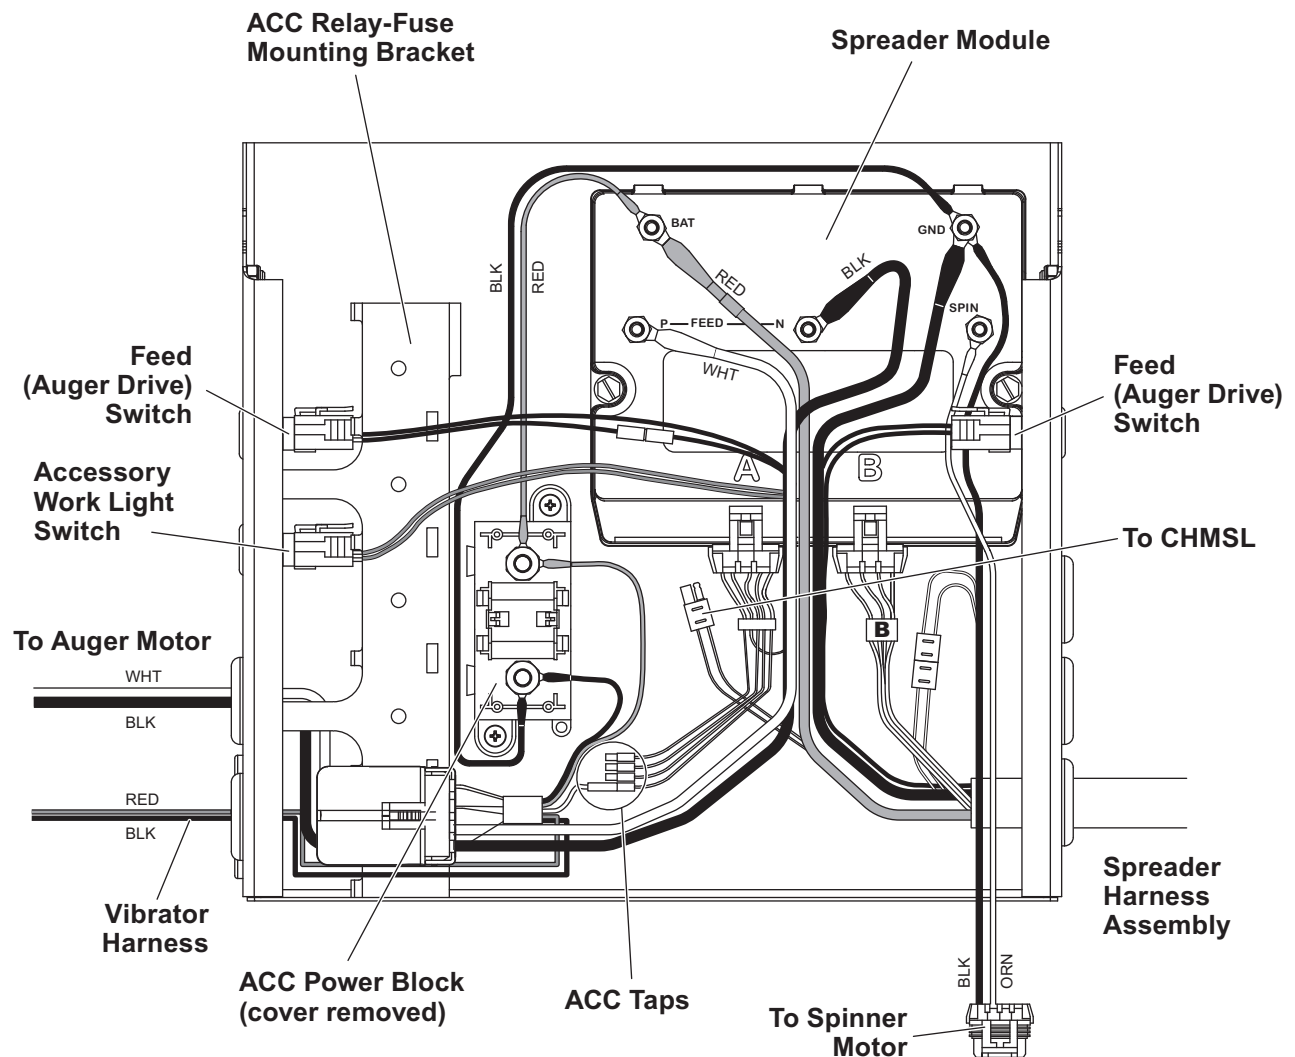 ACC Relay-Fuse
Mounting Bracket
Spreader Module
BAT
GND
BLK
RED
RED
BLK
SPIN
P
FEED
N
WHT
Feed
(Auger Drive)
Switch
Feed
(Auger Drive)
Switch
A
B
Accessory
Work Light
Switch
To CHMSL
B
To Auger Motor
WHT
BLK
RED
BLK
Vibrator
Harness
Spreader
Harness
Assembly
ACC Power Block
(cover removed)
ACC Taps
BLK
ORN
To Spinner
Motor